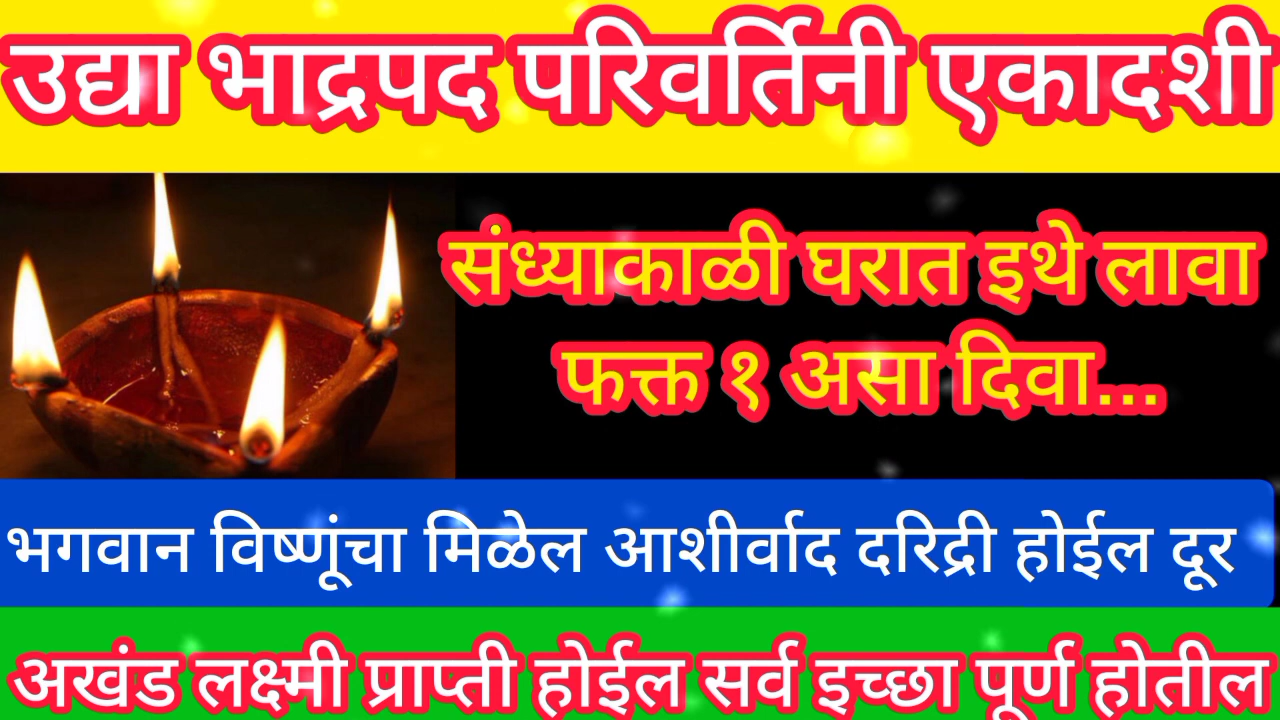 उद्या भाद्रपद परिवर्तिनी एकादशी
संध्याकाळी घरात इथे लावा
फक्त १ असा दिवा...
भगवान विष्णूंचा मिळेल आशीर्वाद दरिद्री होईल दूर
अखंड लक्ष्मी प्राप्ती होईल सर्व इच्छा पूर्ण होतील